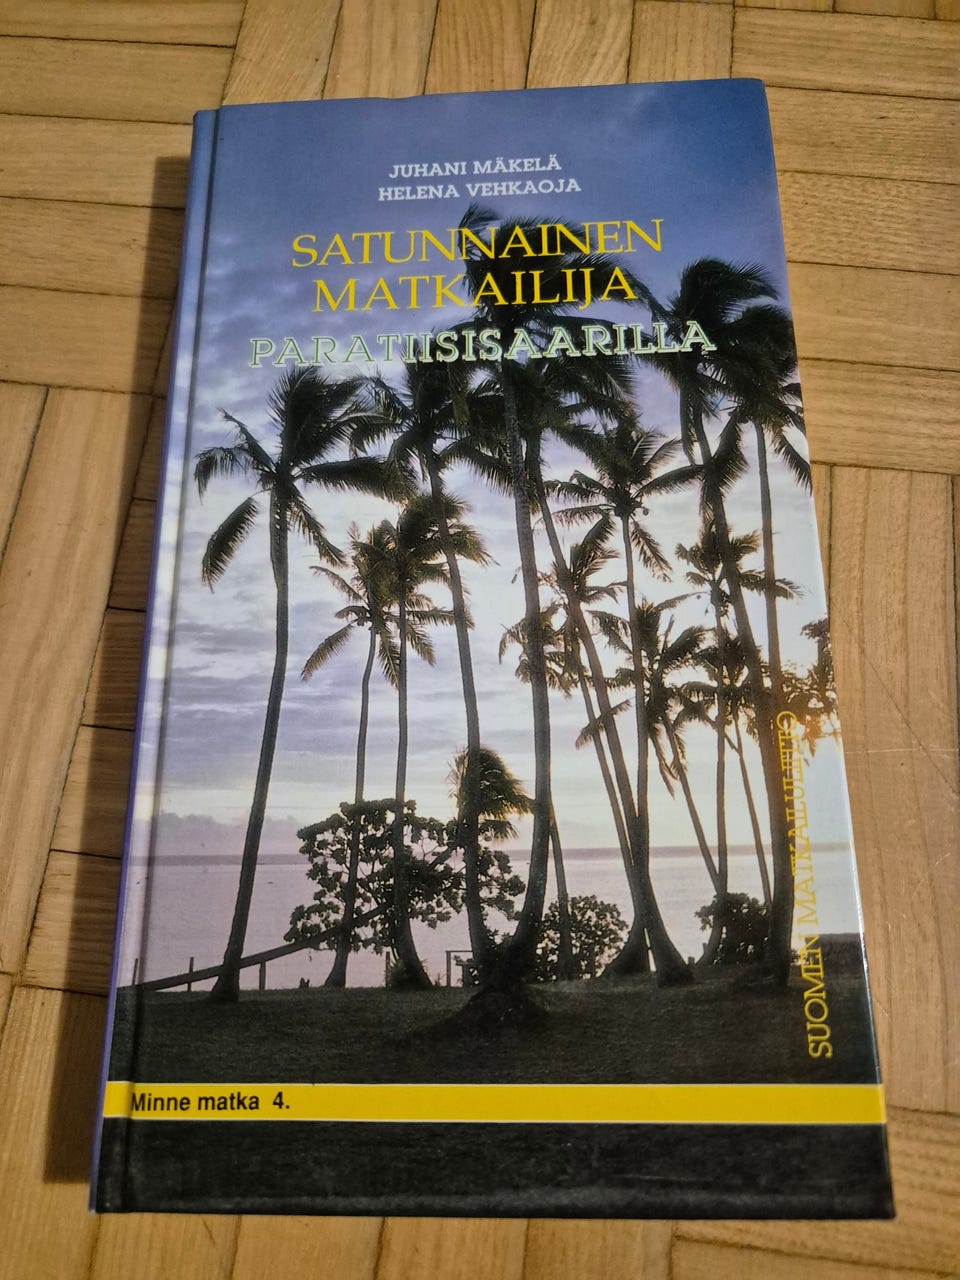 JUHANI MÄKELÄ
HELENA VEHKAOJA
SATUNNAINEN
MATKAILIJA
PARATIISISAARILLA
SUOMEN MATKAILULIITTO
Minne matka 4.